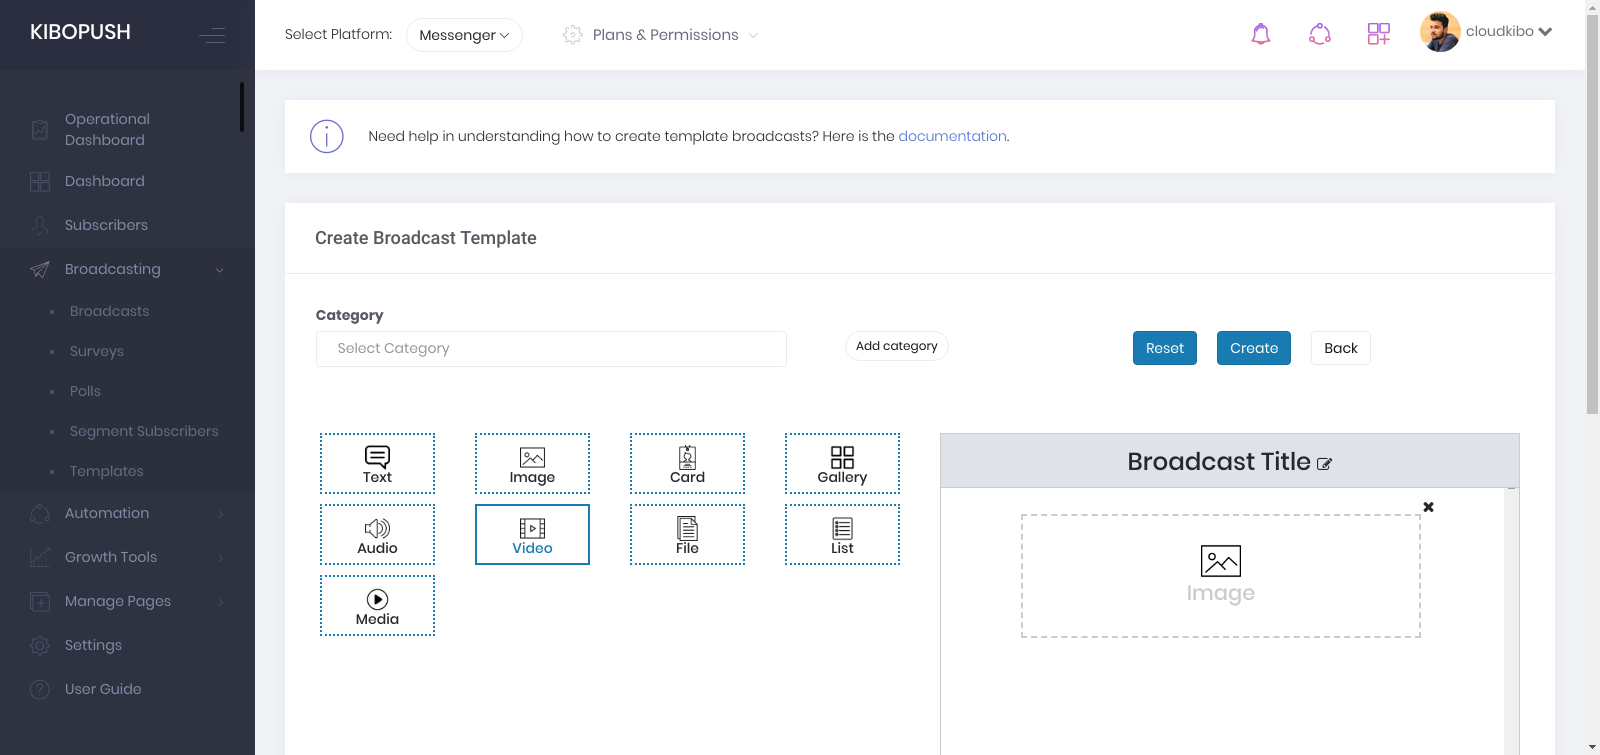 KIBOPUSH
Select Platform:
Messenger
Plans & Permissions
cloudkibo
Operational
Dashboard
Dashboard
Subscribers
Broadcasting
Broadcasts
Surveys
Polls
Segment Subscribers
Templates
Automation
Growth Tools
Manage Pages
Settings
User Guide
Need help in understanding how to create template broadcasts? Here is the documentation.
Create Broadcast Template
Category
Select Category
Add category
Reset
Create
Back
Text
Image
Card
Gallery
Audio
Video
File
List
Media
Broadcast Title
Image